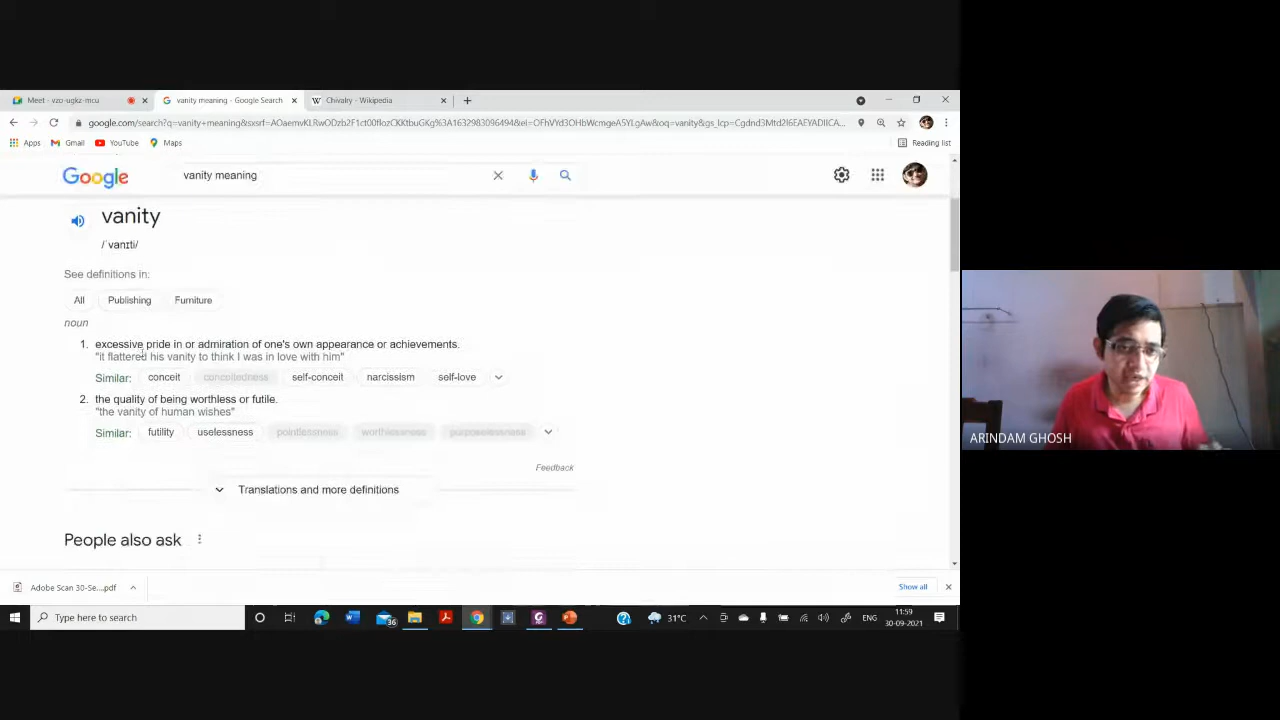 Meet - vzo-ugkz-mcu
vanity meaning - Google Search
Chivalry - Wikipedia
Apps
Gmail
YouTube
Maps
Reading list
Google
vanity meaning
vanity
/ˈvanɪti/
See definitions in:
All
Publishing
Furniture
noun
1. excessive pride in or admiration of one's own appearance or achievements.
"it flattered his vanity to think I was in love with him"
Similar: conceit conceitedness self-conceit narcissism self-love
2. the quality of being worthless or futile.
"the vanity of human wishes"
Similar: futility uselessness pointlessness worthlessness purposelessness
Feedback
Translations and more definitions
People also ask
ARINDAM GHOSH
Adobe Scan 30-Se....pdf
Show all
Type here to search
36
31°C
ENG
11:59
30-09-2021